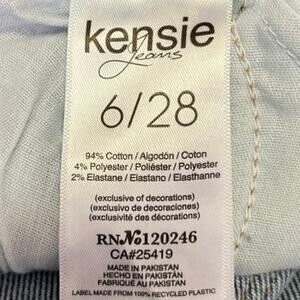 kensie
Jeans
6/28
94% Cotton / Algodón / Coton
4% Polyester / Poliéster / Polyester
2% Elastane / Elastano / Elasthanne
(exclusive of decorations)
(exclusivo de decoraciones)
(exclusivité des décorations)
RN№120246
CA#25419
MADE IN PAKISTAN
HECHO EN PAKISTÁN
FABRIQUÉ AU PAKISTAN
LABEL MADE FROM 100% RECYCLED PLASTIC